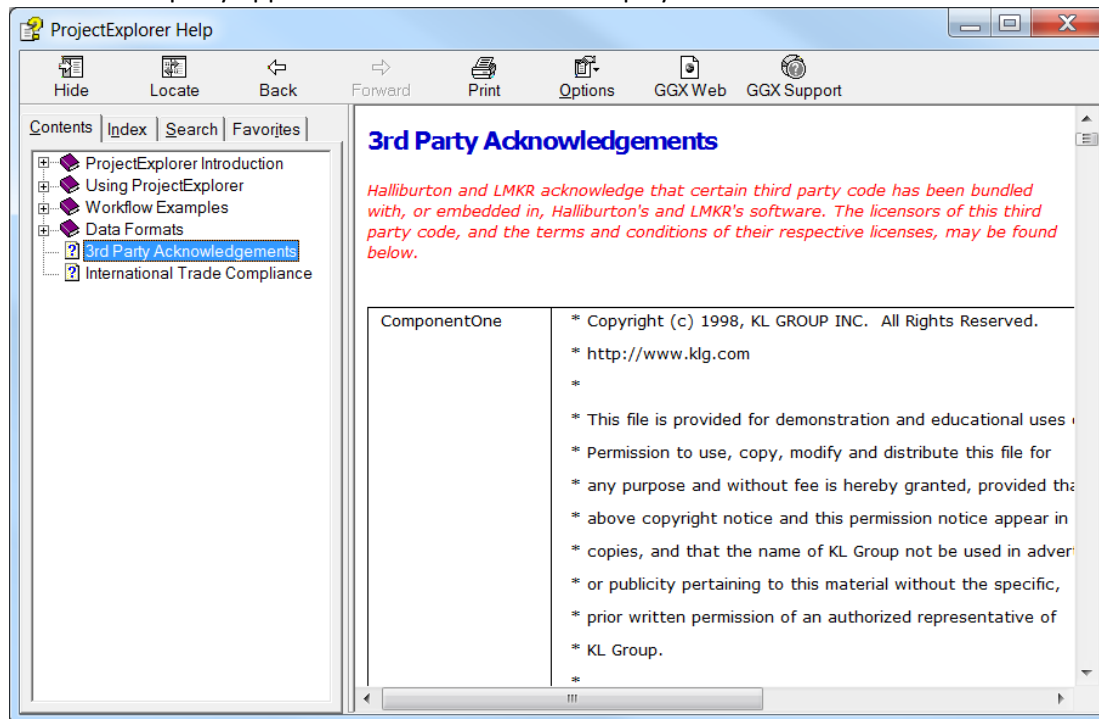 ProjectExplorer Help
Hide Locate Back Forward Print Options GGX Web GGX Support
Contents Index Search Favorites
ProjectExplorer Introduction
Using ProjectExplorer
Workflow Examples
Data Formats
3rd Party Acknowledgements
International Trade Compliance
3rd Party Acknowledgements
Halliburton and LMKR acknowledge that certain third party code has been bundled
with, or embedded in, Halliburton's and LMKR's software. The licensors of this third
party code, and the terms and conditions of their respective licenses, may be found
below.
ComponentOne
* Copyright (c) 1998, KL GROUP INC. All Rights Reserved.
* http://www.klg.com
*
* This file is provided for demonstration and educational uses
* Permission to use, copy, modify and distribute this file for
* any purpose and without fee is hereby granted, provided
* above copyright notice and this permission notice appear in
* copies, and that the name of KL Group not be used in
* or publicity pertaining to this material without the specific,
* prior written permission of an authorized representative of
* KL Group.
*